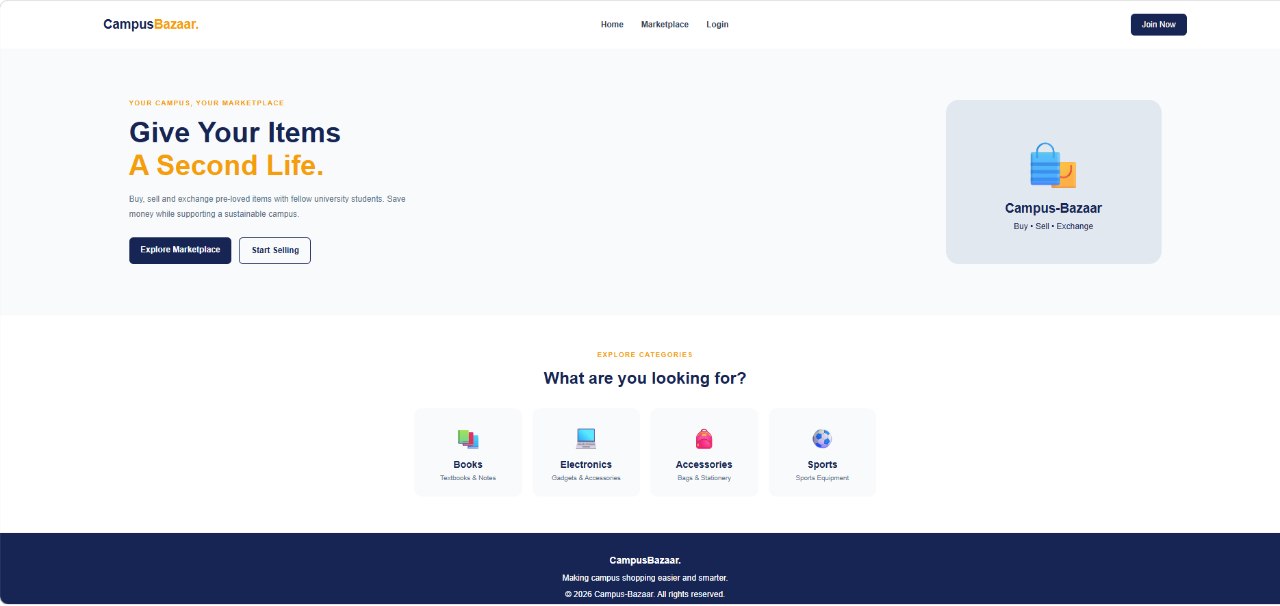 CampusBazaar.
Home Marketplace Login
Join Now
YOUR CAMPUS, YOUR MARKETPLACE
Give Your Items
A Second Life.
Buy, sell and exchange pre-loved items with fellow university students. Save
money while supporting a sustainable campus.
Explore Marketplace
Start Selling
Campus-Bazaar
Buy • Sell • Exchange
EXPLORE CATEGORIES
What are you looking for?
Books
Textbooks & Notes
Electronics
Gadgets & Accessories
Accessories
Bags & Stationery
Sports
Sports Equipment
CampusBazaar.
Making campus shopping easier and smarter.
© 2026 Campus-Bazaar. All rights reserved.